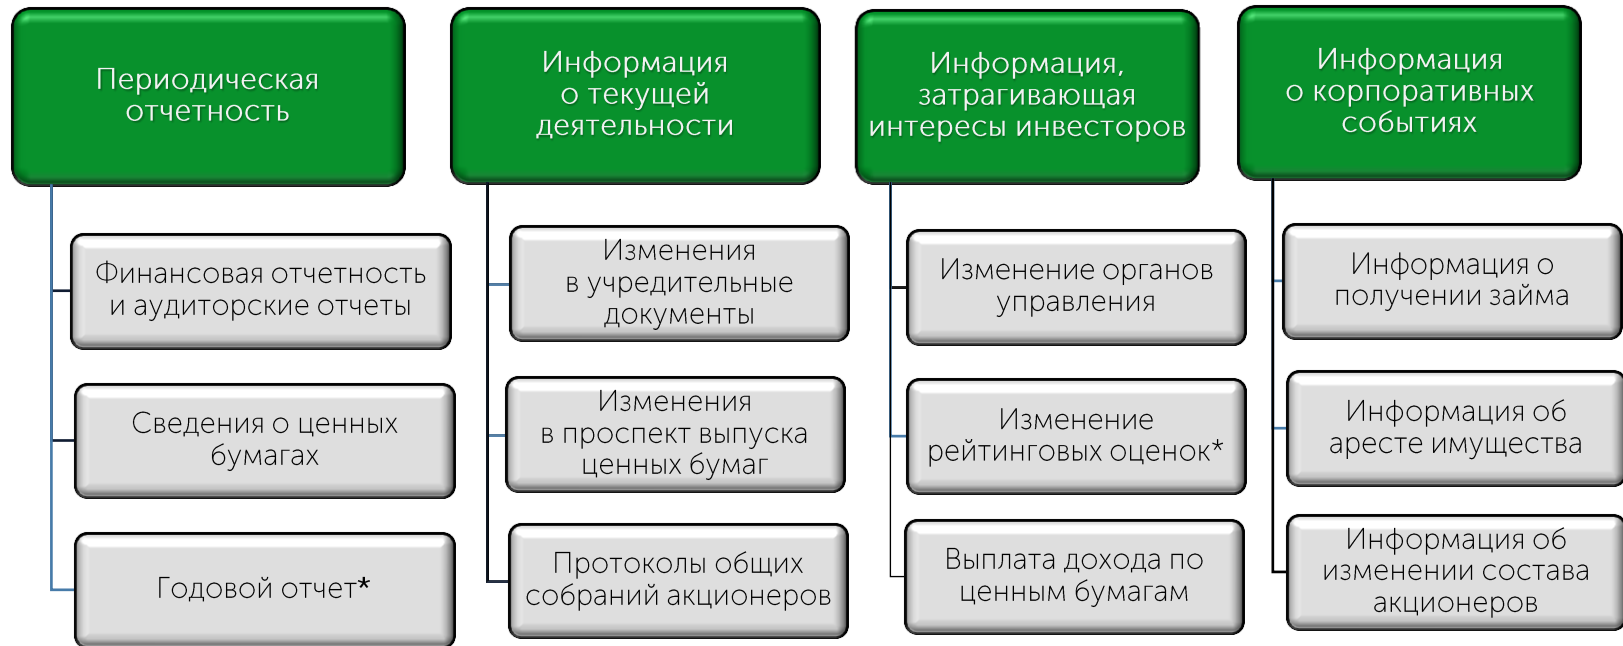 Периодическая
отчетность
Финансовая отчетность
и аудиторские отчеты
Сведения о ценных
бумагах
Годовой отчет*
Информация
о текущей
деятельности
Изменения
в учредительные
документы
Изменения
в проспект выпуска
ценных бумаг
Протоколы общих
собраний акционеров
Информация,
затрагивающая
интересы инвесторов
Изменение органов
управления
Изменение
рейтинговых оценок*
Выплата дохода по
ценным бумагам
Информация
о корпоративных
событиях
Информация о
получении займа
Информация об
аресте имущества
Информация об
изменении состава
акционеров